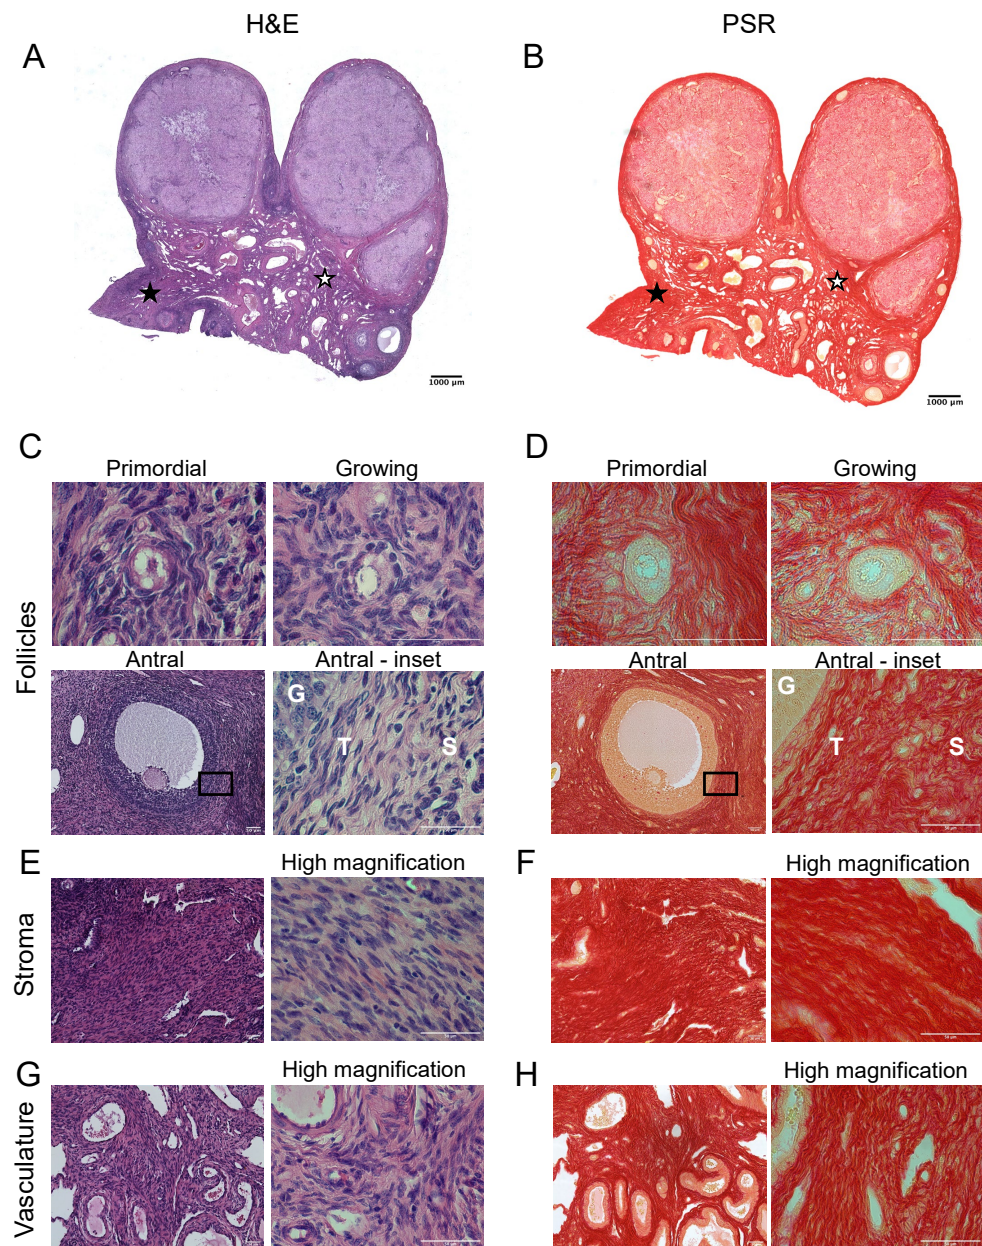 H&E
PSR
A
B
1000 µm
1000 µm
C
D
Primordial
Growing
Primordial
Growing
Follicles
Antral
Antral - inset
Antral
Antral - inset
G
T
S
G
T
S
E
High magnification
F
High magnification
Stroma
G
High magnification
H
High magnification
Vasculature